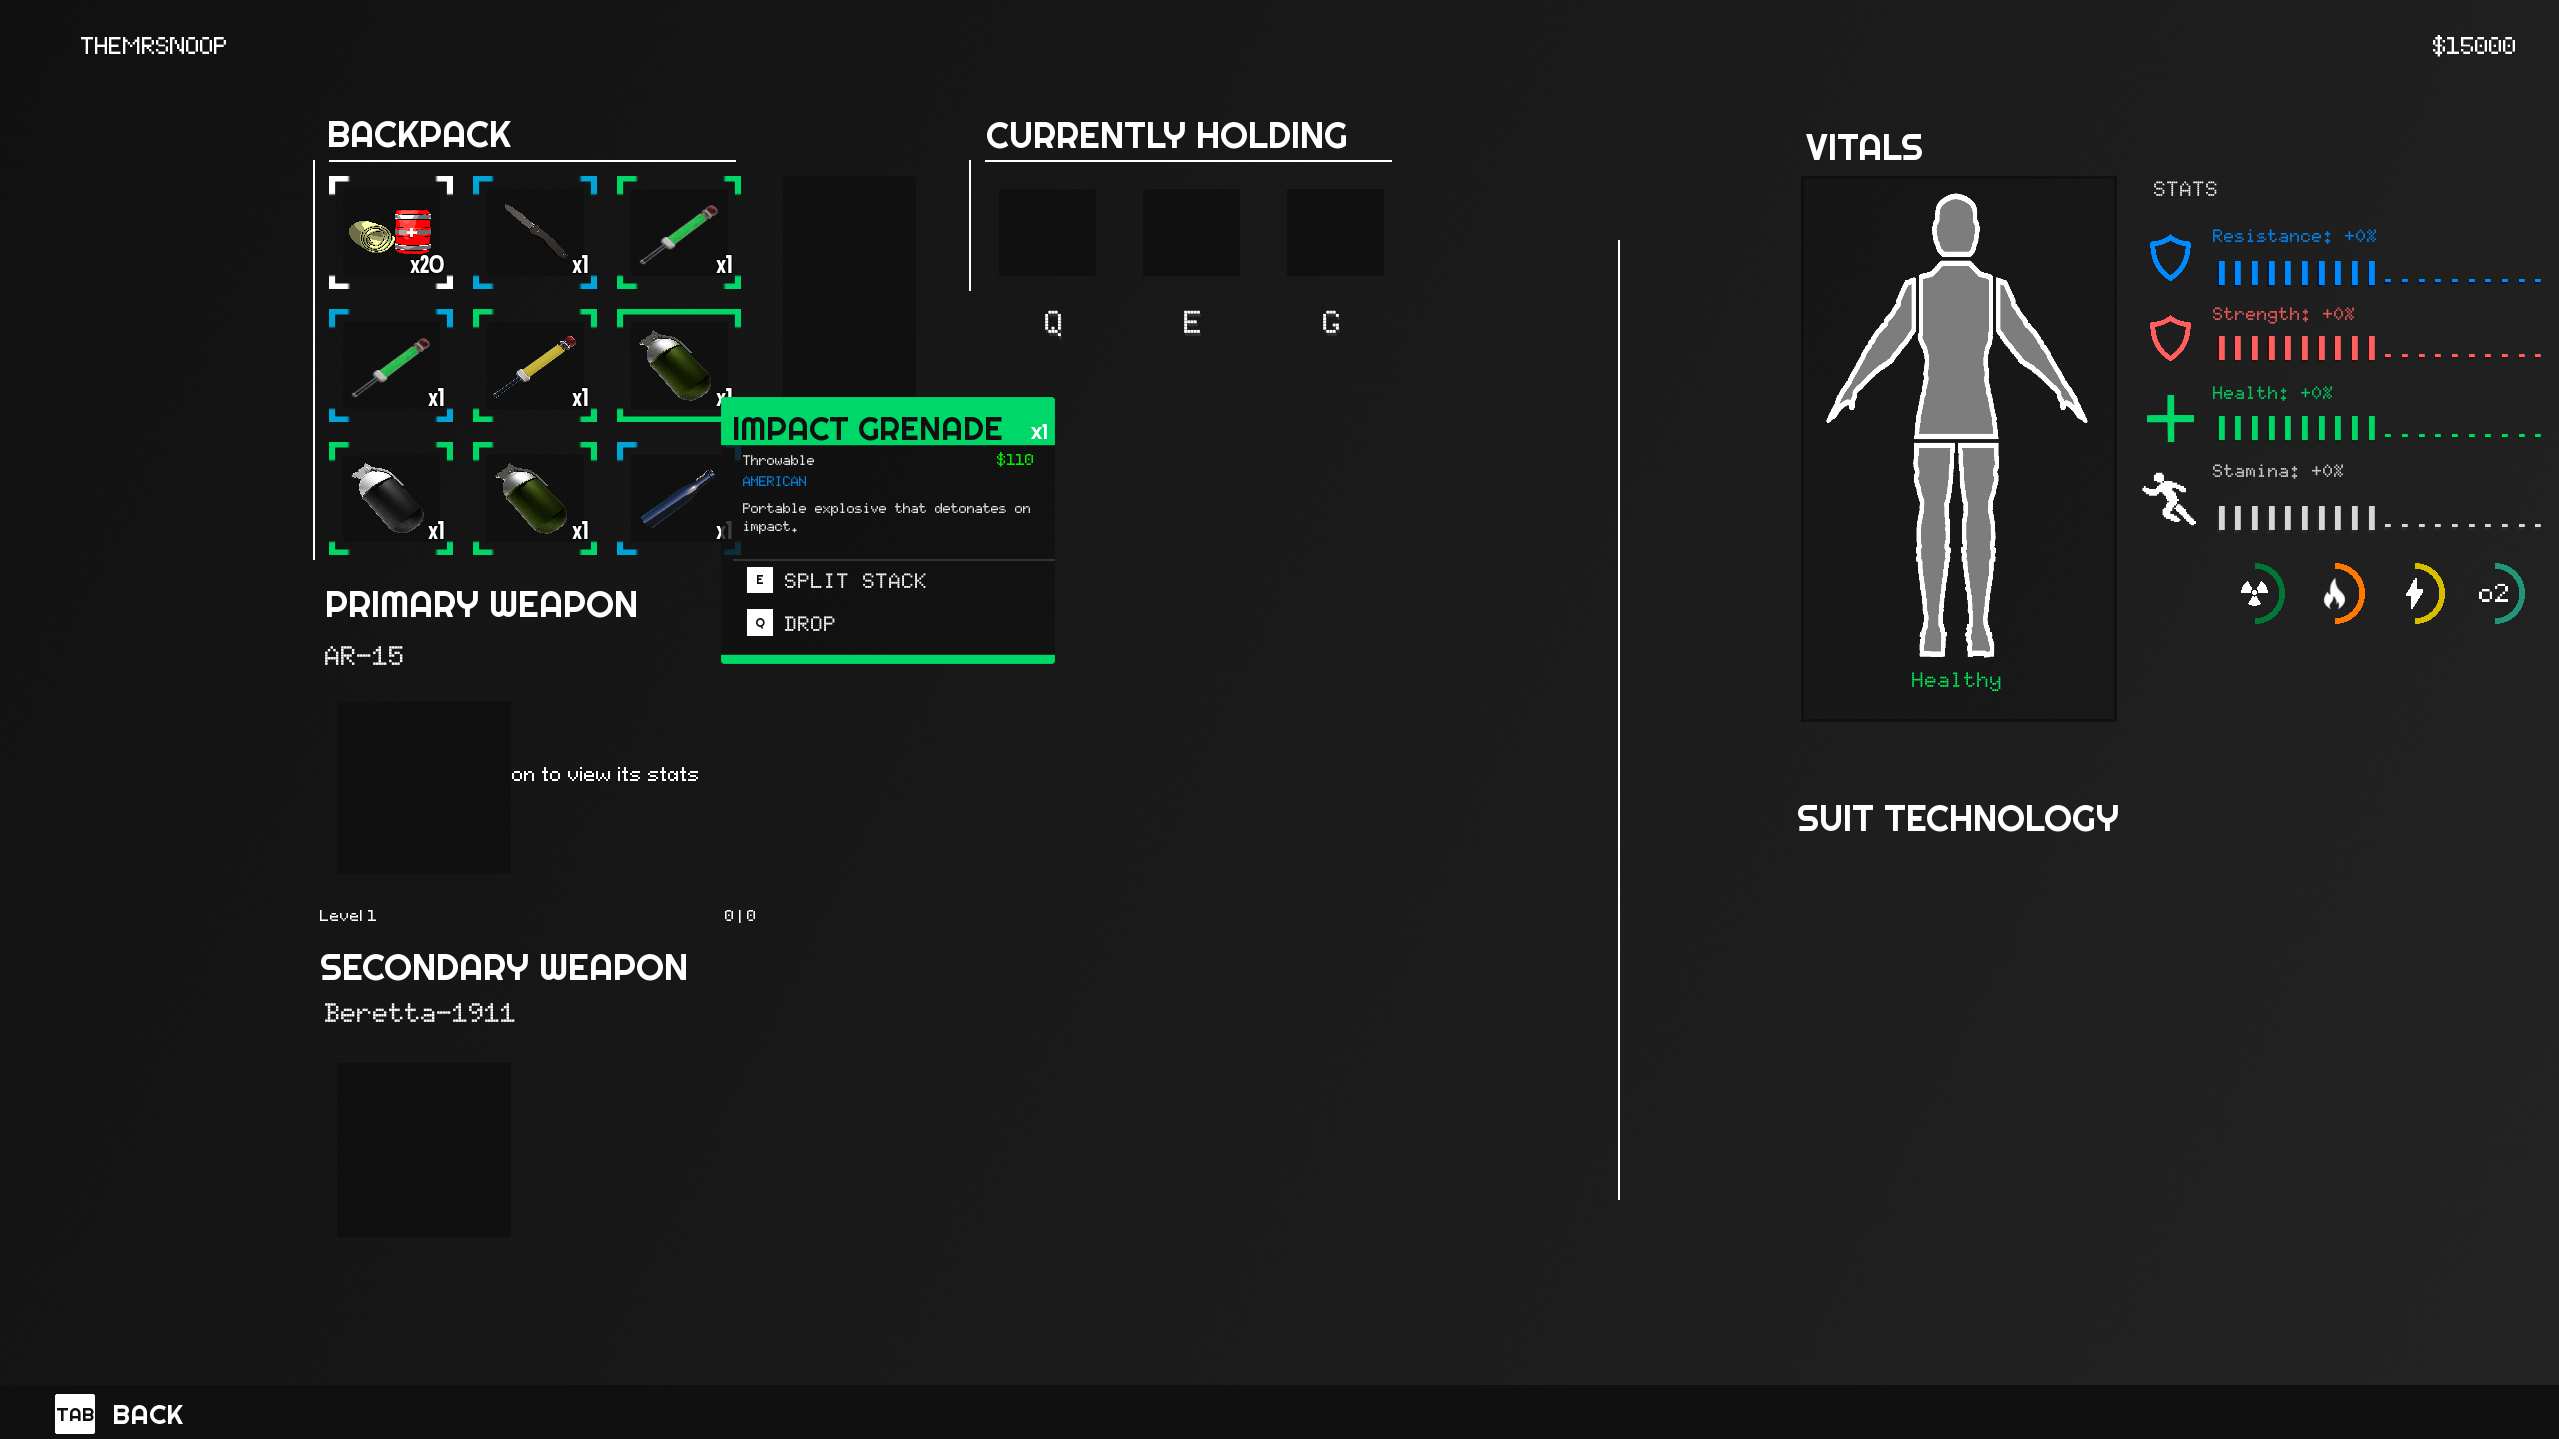 THEMRSNOOP
$15000
BACKPACK
CURRENTLY HOLDING
VITALS
x20
x1
x1
x1
x1
x1
x1
x1
x1
Q
E
G
IMPACT GRENADE x1
Throwable $110
AMERICAN
Portable explosive that detonates on
impact.
E SPLIT STACK
Q DROP
PRIMARY WEAPON
AR-15
on to view its stats
Level 1
0|0
SECONDARY WEAPON
Beretta-1911
STATS
Resistance: +0%
Strength: +0%
Health: +0%
Stamina: +0%
o2
Healthy
SUIT TECHNOLOGY
TAB BACK